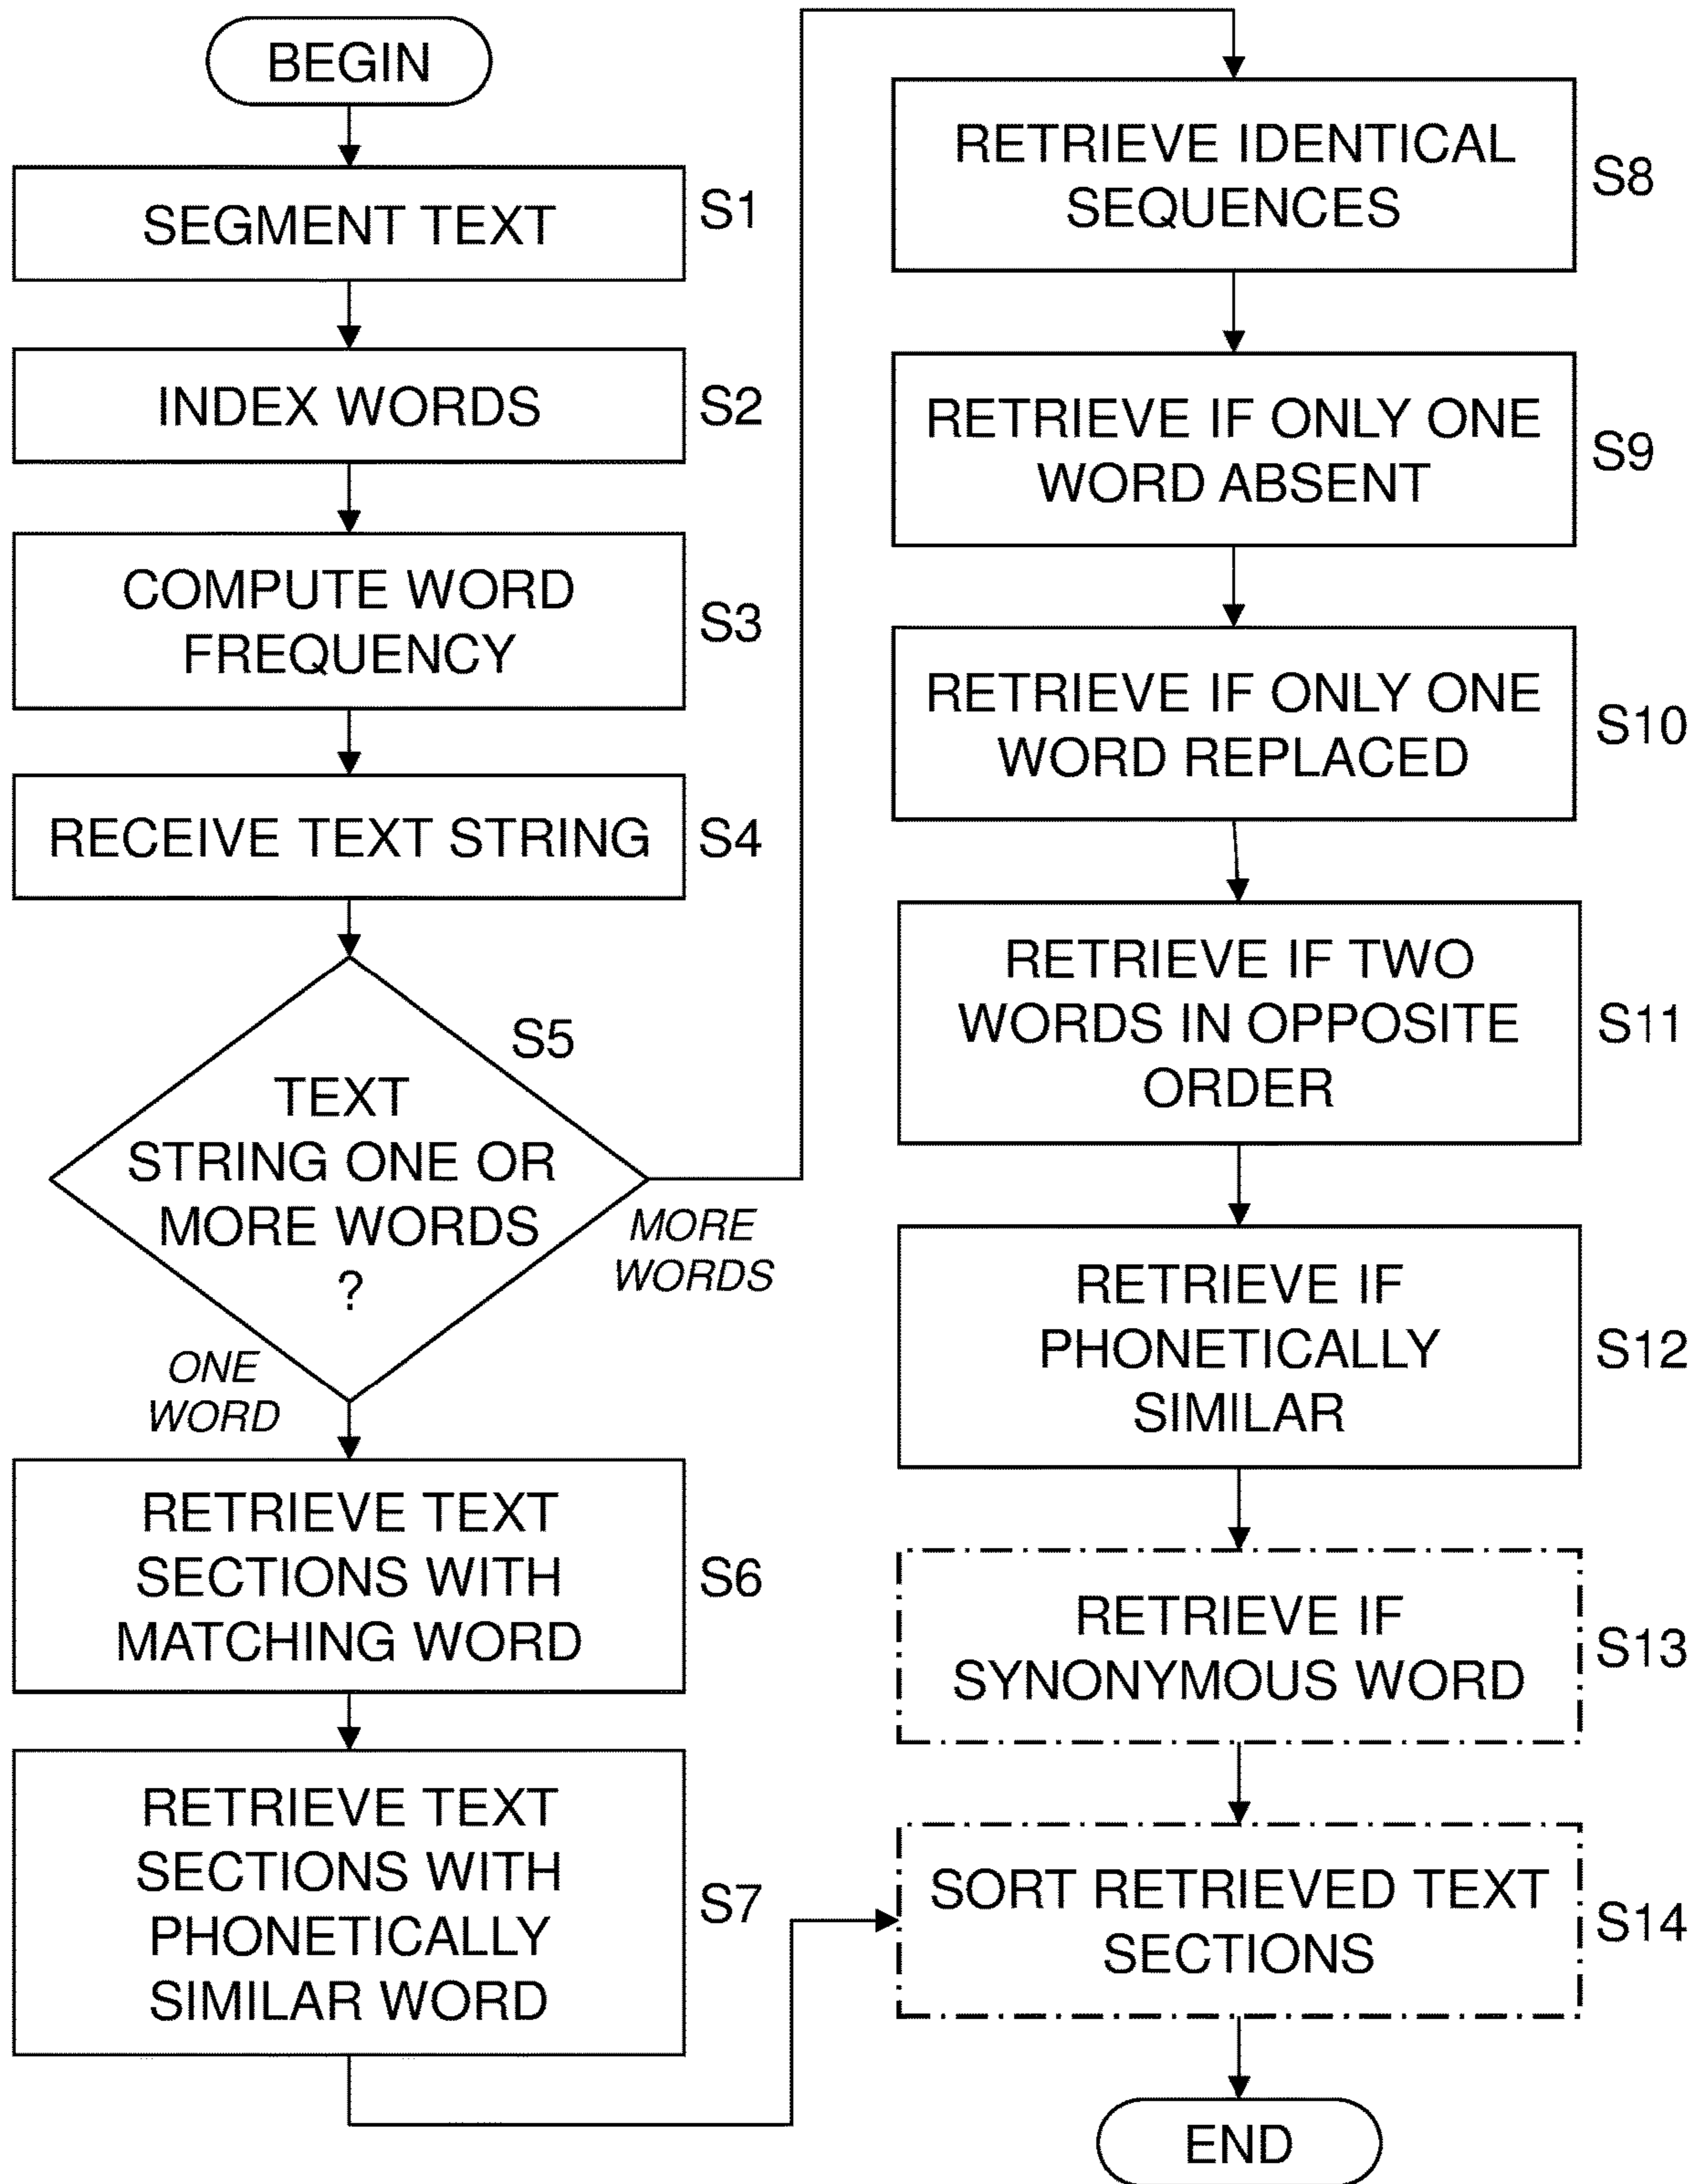 BEGIN
SEGMENT TEXT
S1
INDEX WORDS
S2
COMPUTE WORD
FREQUENCY
S3
RECEIVE TEXT STRING
S4
S5
TEXT
STRING ONE OR
MORE WORDS
?
MORE
WORDS
ONE
WORD
RETRIEVE TEXT
SECTIONS WITH
MATCHING WORD
S6
RETRIEVE TEXT
SECTIONS WITH
PHONETICALLY
SIMILAR WORD
S7
RETRIEVE IDENTICAL
SEQUENCES
S8
RETRIEVE IF ONLY ONE
WORD ABSENT
S9
RETRIEVE IF ONLY ONE
WORD REPLACED
S10
RETRIEVE IF TWO
WORDS IN OPPOSITE
ORDER
S11
RETRIEVE IF
PHONETICALLY
SIMILAR
S12
RETRIEVE IF
SYNONYMOUS WORD
S13
SORT RETRIEVED TEXT
SECTIONS
S14
END